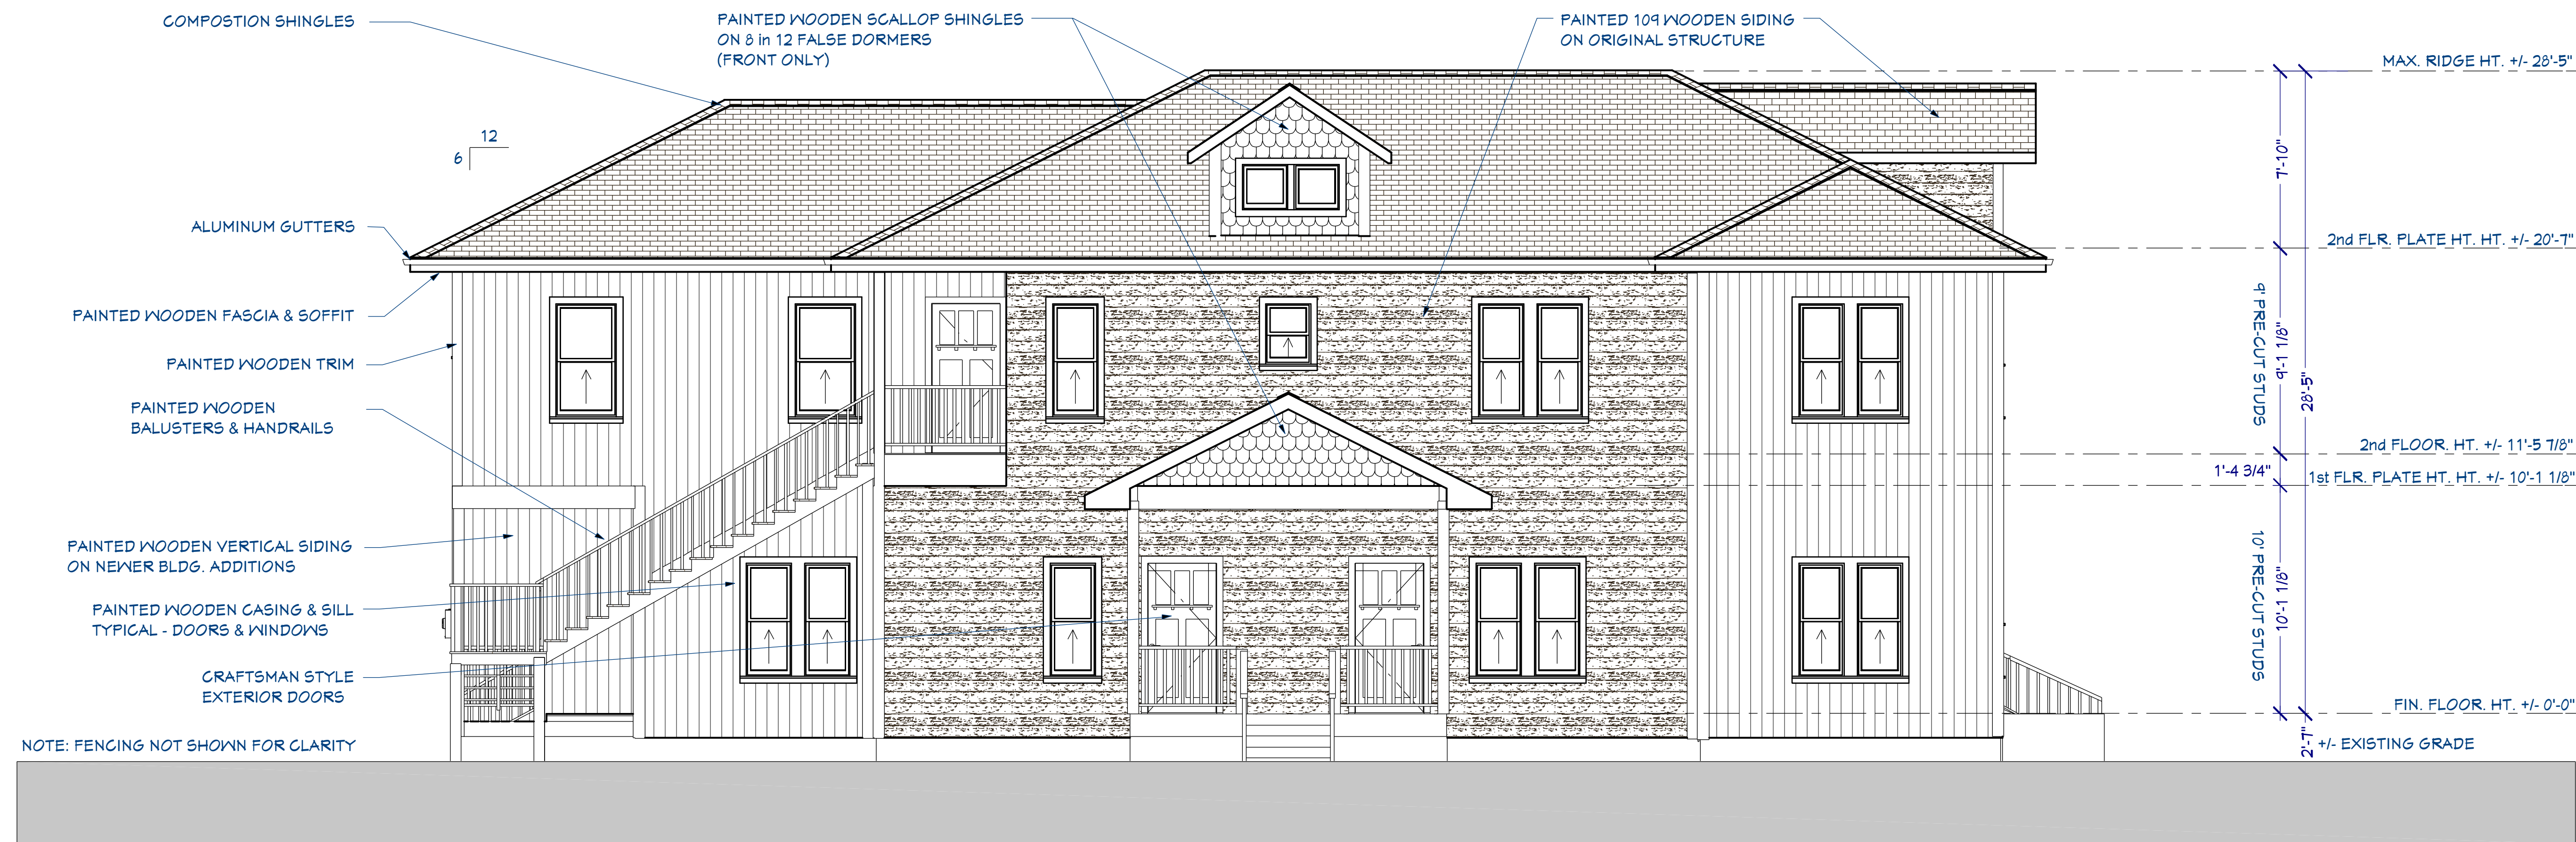 COMPOSTION SHINGLES
PAINTED WOODEN SCALLOP SHINGLES
ON 8 in 12 FALSE DORMERS
(FRONT ONLY)
PAINTED 109 WOODEN SIDING
ON ORIGINAL STRUCTURE
MAX. RIDGE HT. +/- 28'-5"
12
6
7'-10"
ALUMINUM GUTTERS
2nd FLR. PLATE HT. HT. +/- 20'-7"
PAINTED WOODEN FASCIA & SOFFIT
9' PRE-CUT STUDS
9'-1 1/8"
28'-5"
PAINTED WOODEN TRIM
PAINTED WOODEN
BALUSTERS & HANDRAILS
2nd FLOOR. HT. +/- 11'-5 7/8"
1'-4 3/4"
1st FLR. PLATE HT. HT. +/- 10'-1 1/8"
PAINTED WOODEN VERTICAL SIDING
ON NEWER BLDG. ADDITIONS
10' PRE-CUT STUDS
10'-1 1/8"
PAINTED WOODEN CASING & SILL
TYPICAL - DOORS & WINDOWS
CRAFTSMAN STYLE
EXTERIOR DOORS
FIN. FLOOR. HT. +/- 0'-0"
NOTE: FENCING NOT SHOWN FOR CLARITY
2'-7"
+/- EXISTING GRADE